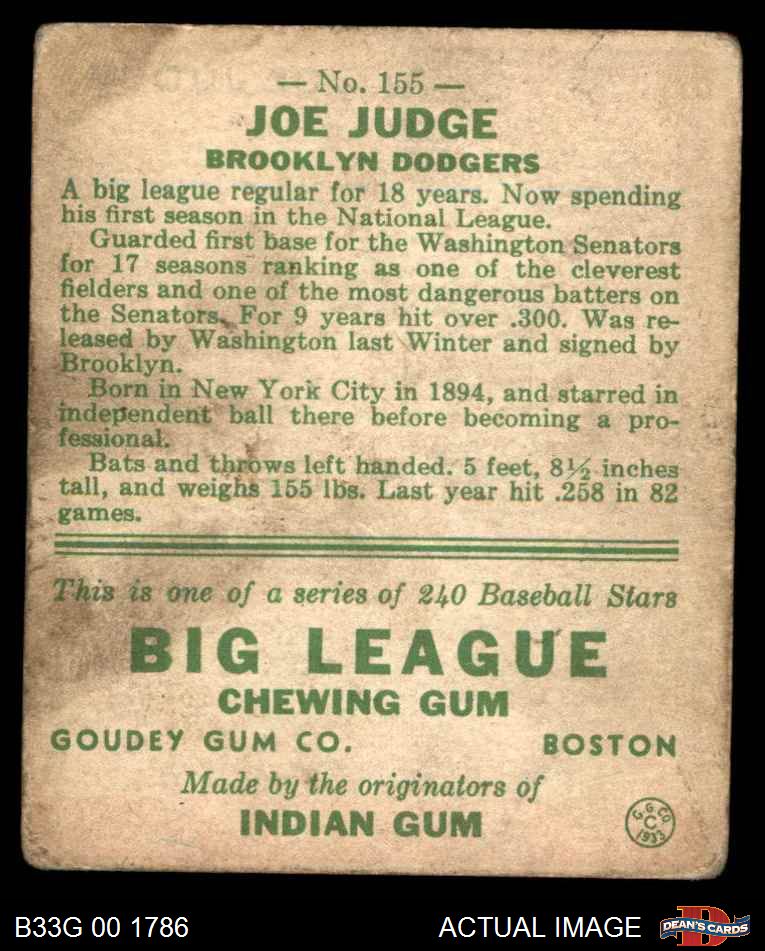 — No. 155 —
JOE JUDGE
BROOKLYN DODGERS
A big league regular for 18 years. Now spending
his first season in the National League.
Guarded first base for the Washington Senators
for 17 seasons ranking as one of the cleverest
fielders and one of the most dangerous batters on
the Senators. For 9 years hit over .300. Was re-
leased by Washington last Winter and signed by
Brooklyn.
Born in New York City in 1894, and starred in
independent ball there before becoming a pro-
fessional.
Bats and throws left handed. 5 feet, 8½ inches
tall, and weighs 155 lbs. Last year hit .258 in 82
games.
This is one of a series of 240 Baseball Stars
BIG LEAGUE
CHEWING GUM
GOUDEY GUM CO. BOSTON
Made by the originators of
INDIAN GUM
G.G.CO.
C
1933
B33G 00 1786 ACTUAL IMAGE
DEAN'S CARDS